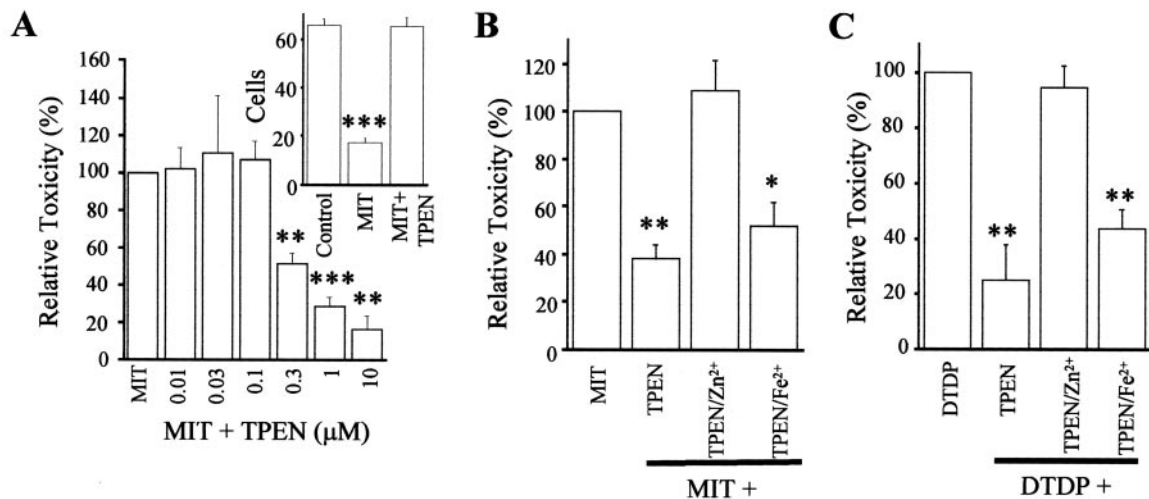 A
Relative Toxicity (%)
160
140
120
100
80
60
40
20
0
**
***
**
MIT
0.01
0.03
0.1
0.3
1
10
MIT + TPEN (μM)
Cells
60
40
20
0
***
Control
MIT
MIT+
TPEN
B
Relative Toxicity (%)
120
100
80
60
40
20
0
**
*
MIT
TPEN
TPEN/Zn²⁺
TPEN/Fe²⁺
MIT +
C
Relative Toxicity (%)
100
80
60
40
20
0
**
**
DTDP
TPEN
TPEN/Zn²⁺
TPEN/Fe²⁺
DTDP +